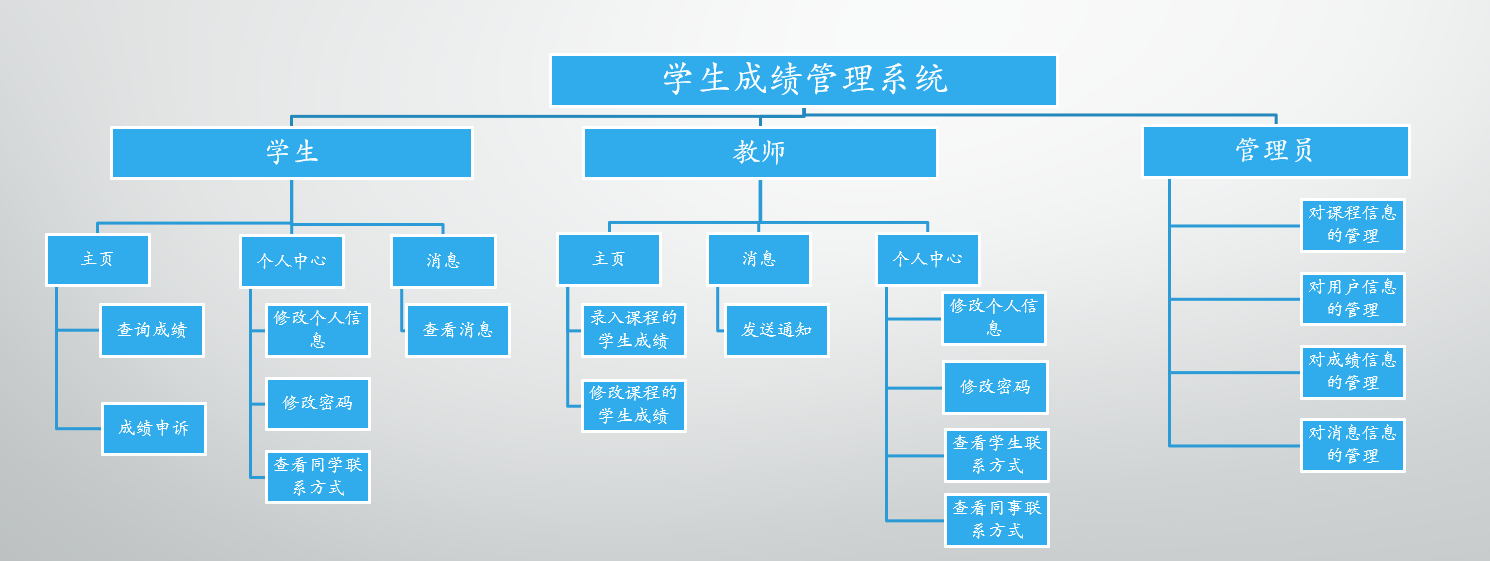 学生成绩管理系统
学生
教师
管理员
主页
个人中心
消息
主页
消息
个人中心
查询成绩
成绩申诉
修改个人信
息
修改密码
查看同学联
系方式
查看消息
录入课程的
学生成绩
修改课程的
学生成绩
发送通知
修改个人信
息
修改密码
查看学生联
系方式
查看同事联
系方式
对课程信息
的管理
对用户信息
的管理
对成绩信息
的管理
对消息信息
的管理